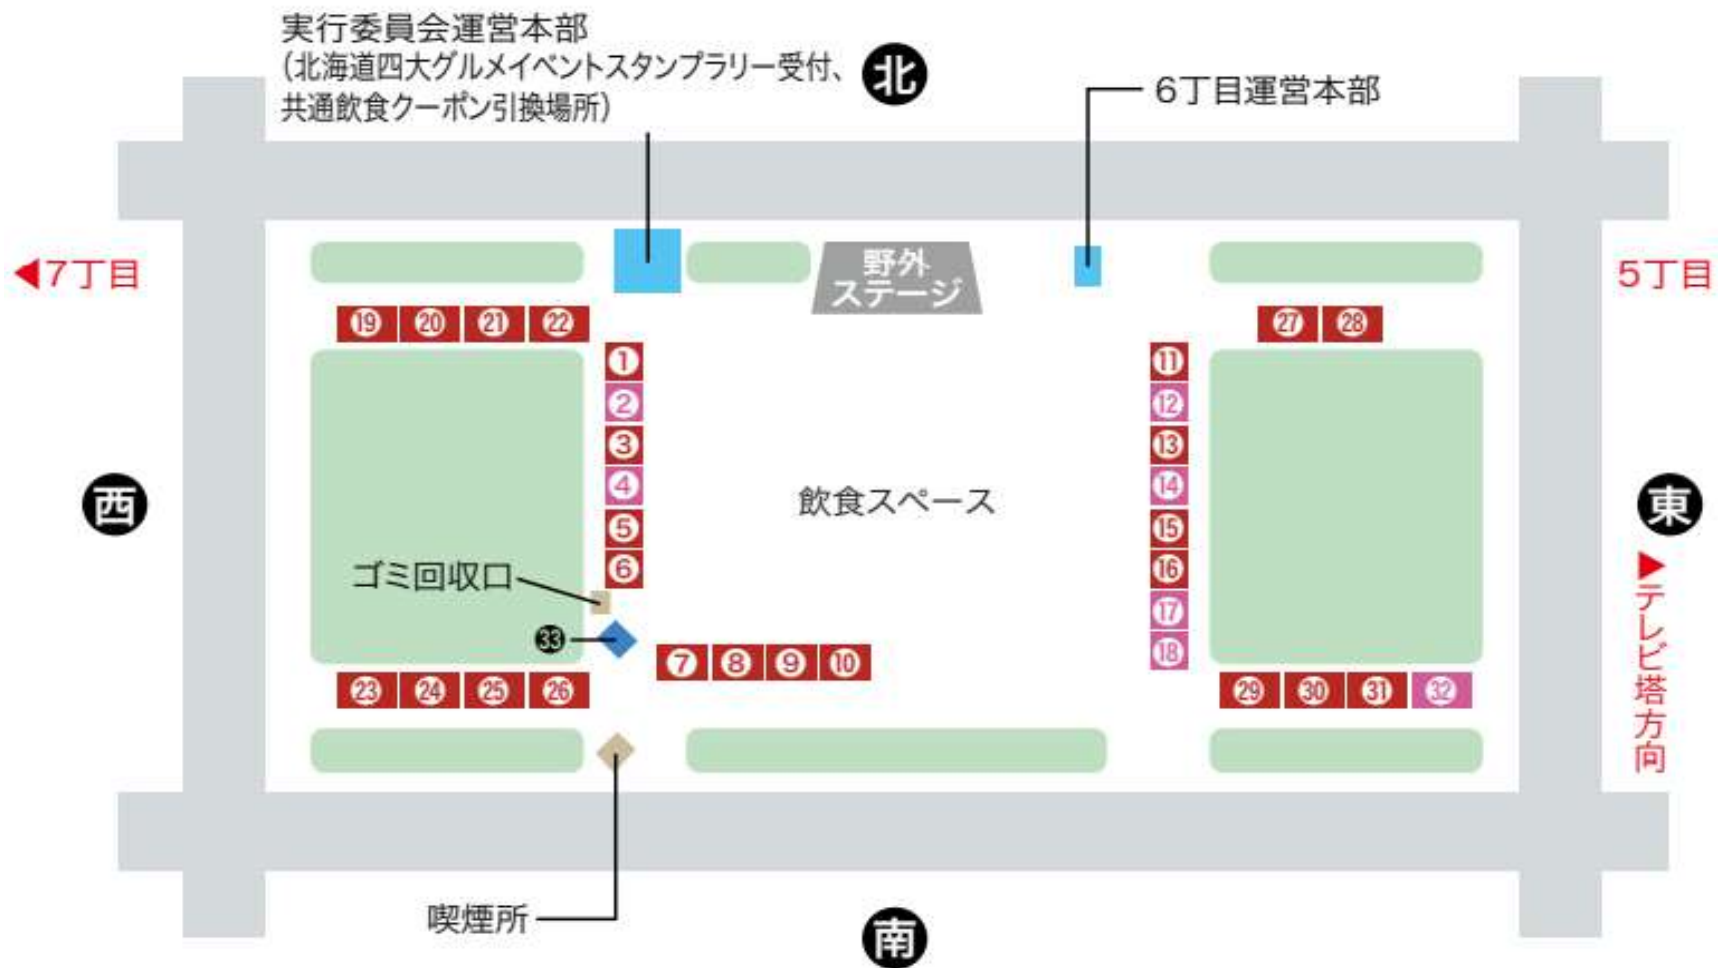 実行委員会運営本部
（北海道四大グルメイベントスタンプラリー受付、
共通飲食クーポン引換場所）
北
6丁目運営本部
◀7丁目
野外
ステージ
5丁目
⑲ ⑳ ㉑ ㉒
㉗ ㉘
①
②
③
④
⑤
⑥
⑪
⑫
⑬
⑭
⑮
⑯
⑰
⑱
西
飲食スペース
東
▶テレビ塔方向
ゴミ回収口
㉝
⑦ ⑧ ⑨ ⑩
㉓ ㉔ ㉕ ㉖
㉙ ㉚ ㉛ ㉜
喫煙所
南